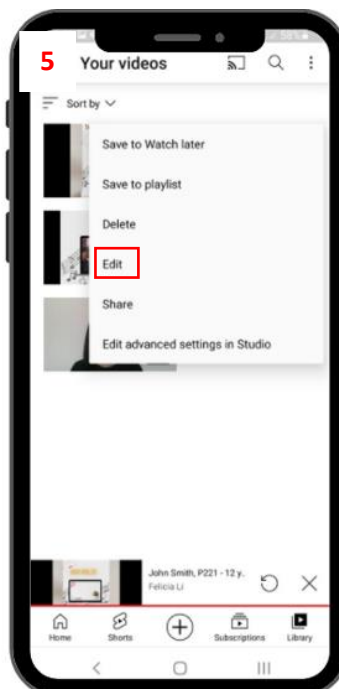 5
Your videos
Sort by
Save to Watch later
Save to playlist
Delete
Edit
Share
Edit advanced settings in Studio
John Smith, P221 - 12 y.
Felicia Li
Home Shorts Subscriptions Library